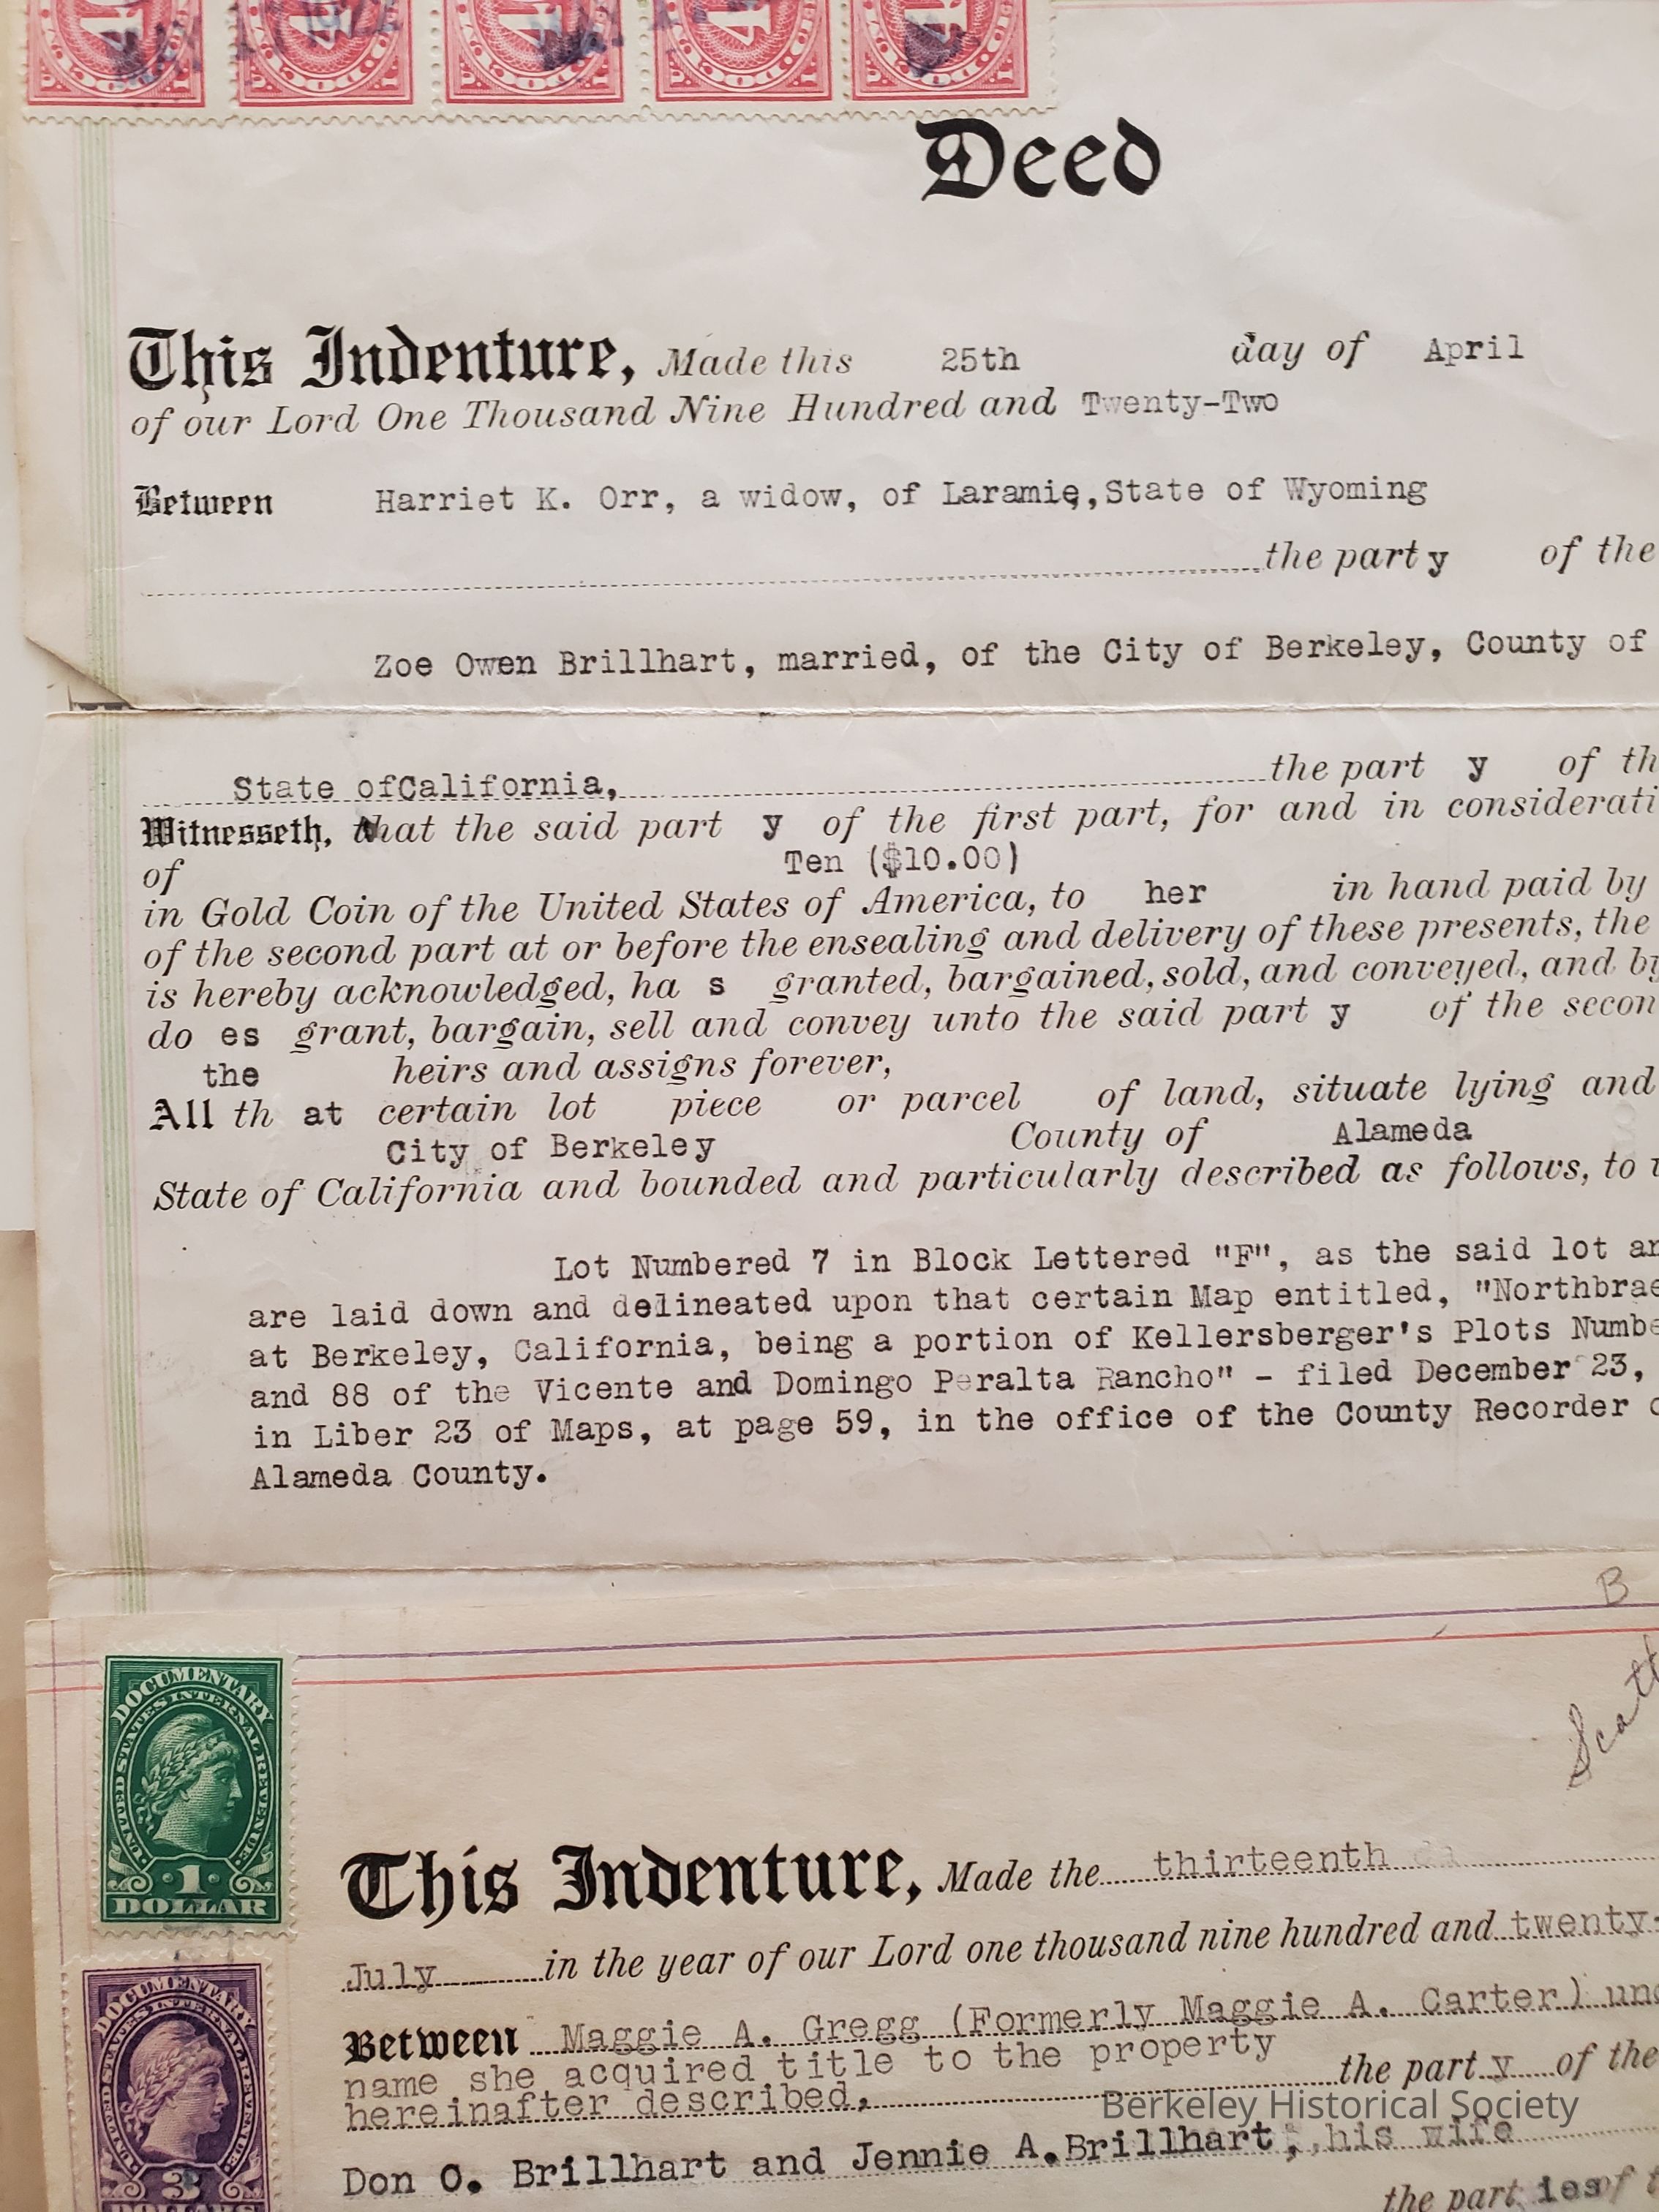 Deed
This Indenture, Made this 25th day of April
of our Lord One Thousand Nine Hundred and Twenty-Two
Between Harriet K. Orr, a widow, of Laramie, State of Wyoming
the part y of the
Zoe Owen Brillhart, married, of the City of Berkeley, County of
State ofCalifornia, the part y of th
Witnesseth, that the said part y of the first part, for and in considerati
of Ten ($10.00)
in Gold Coin of the United States of America, to her in hand paid by
of the second part at or before the ensealing and delivery of these presents, the
is hereby acknowledged, ha s granted, bargained, sold, and conveyed, and by
do es grant, bargain, sell and convey unto the said part y of the secon
the heirs and assigns forever,
All th at certain lot piece or parcel of land, situate lying and
City of Berkeley County of Alameda
State of California and bounded and particularly described as follows, to
Lot Numbered 7 in Block Lettered "F", as the said lot
are laid down and delineated upon that certain Map entitled, "Northbrae
at Berkeley, California, being a portion of Kellersberger's Plots Numbe
and 88 of the Vicente and Domingo Peralta Rancho" - filed December 23,
in Liber 23 of Maps, at page 59, in the office of the County Recorder
Alameda County.
B
Scott
DOCUMENTARY
UNITED STATES INTERNAL REVENUE
1
DOLLAR
This Indenture, Made the thirteenth
July in the year of our Lord one thousand nine hundred and twenty-
Between Maggie A. Gregg (Formerly Maggie A. Carter) und
name she acquired title to the property
hereinafter described, the part y of the
Don O. Brillhart and Jennie A. Brillhart, his wife
the part ies of t
DOCUMENTARY
UNITED STATES INTERNAL REVENUE
3
DOLLARS
Berkeley Historical Society